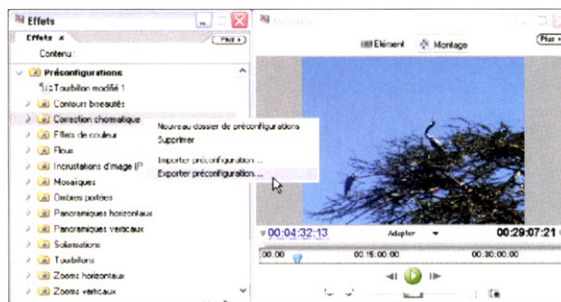 Effets
Effets x
Plus
Contenu:
Préconfigurations
Tourbillon modifié 1
Contours biseautés
Correction chomatique
Effets de couleur
Flous
Incrustations d'image (P
Mosaïques
Ombres portées
Panoramiques horizontaux
Panoramiques verticaux
Solarisations
Tourbillons
Zooms horizontaux
Zooms verticaux
Nouveau dossier de préconfigurations
Supprimer
Importer préconfiguration ...
Exporter préconfiguration...
Elément
Montage
Plus
00:04:32:13
Adapter
00:29:07:21
00:00
00:15:00:00
00:30:00:00